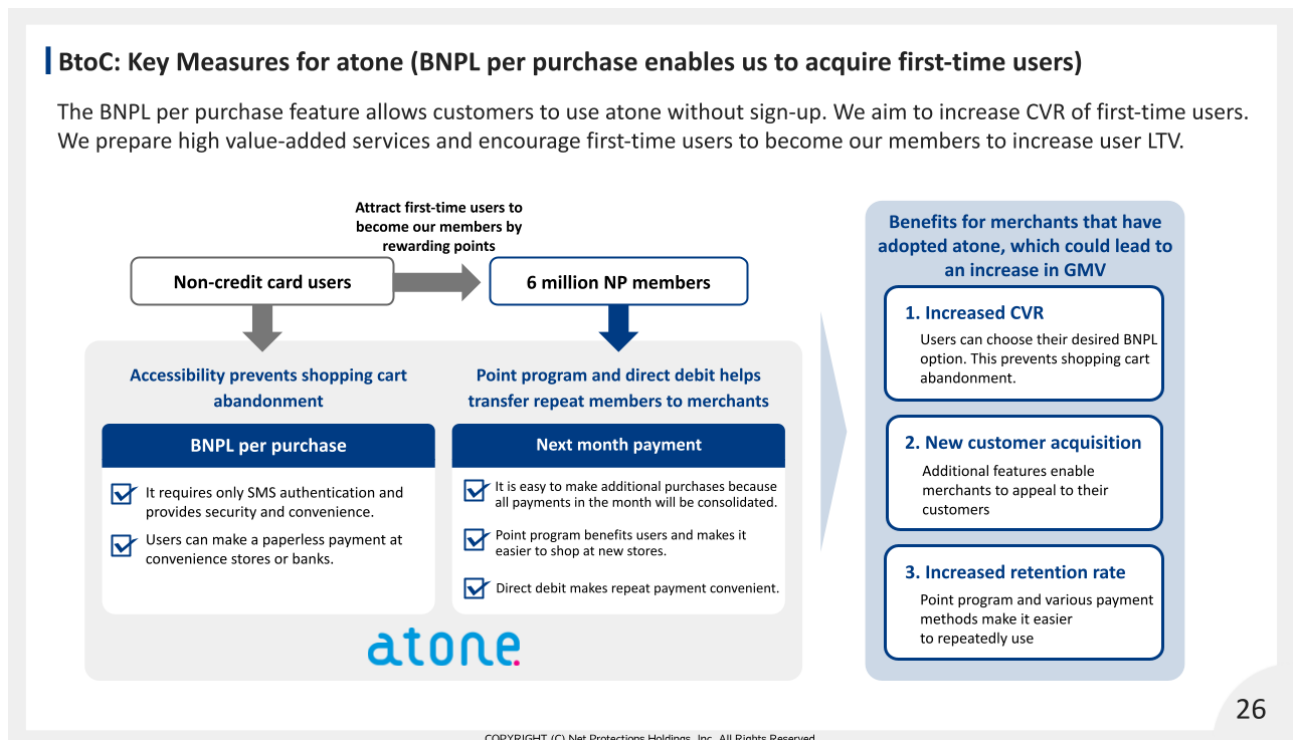 BtoC: Key Measures for atone (BNPL per purchase enables us to acquire first-time users)
The BNPL per purchase feature allows customers to use atone without sign-up. We aim to increase CVR of first-time users.
We prepare high value-added services and encourage first-time users to become our members to increase user LTV.
Attract first-time users to
become our members by
rewarding points
Non-credit card users
6 million NP members
Accessibility prevents shopping cart
abandonment
BNPL per purchase
It requires only SMS authentication and
provides security and convenience.
Users can make a paperless payment at
convenience stores or banks.
Point program and direct debit helps
transfer repeat members to merchants
Next month payment
It is easy to make additional purchases because
all payments in the month will be consolidated.
Point program benefits users and makes it
easier to shop at new stores.
Direct debit makes repeat payment convenient.
atone
Benefits for merchants that have
adopted atone, which could lead to
an increase in GMV
1. Increased CVR
Users can choose their desired BNPL
option. This prevents shopping cart
abandonment.
2. New customer acquisition
Additional features enable
merchants to appeal to their
customers
3. Increased retention rate
Point program and various payment
methods make it easier
to repeatedly use
26
COPYRIGHT (C) Net Protections Holdings, Inc. All Rights Reserved